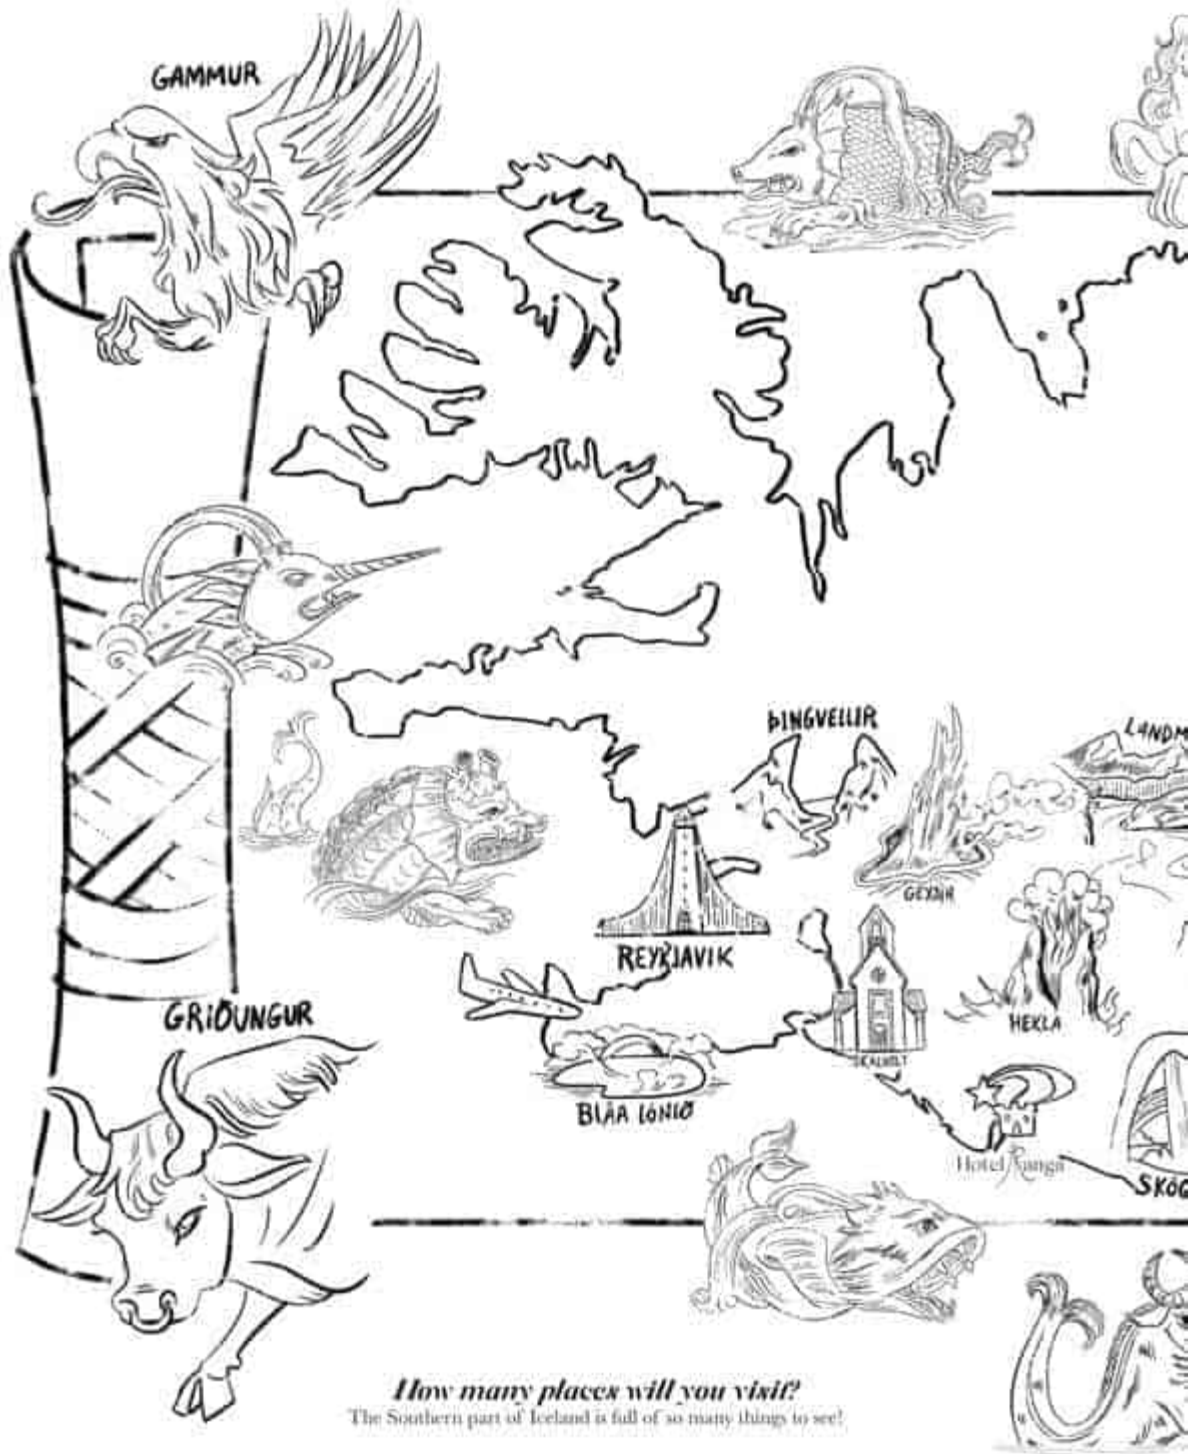 GAMMUR
ÞINGVELLIR
LANDM
GEYSIR
REYKJAVIK
HEKLA
GRIÐUNGUR
SKALHOLT
BLÁA LÓNIÐ
Hotel Rangá
SKÓG
How many places will you visit?
The Southern part of Iceland is full of so many things to see!